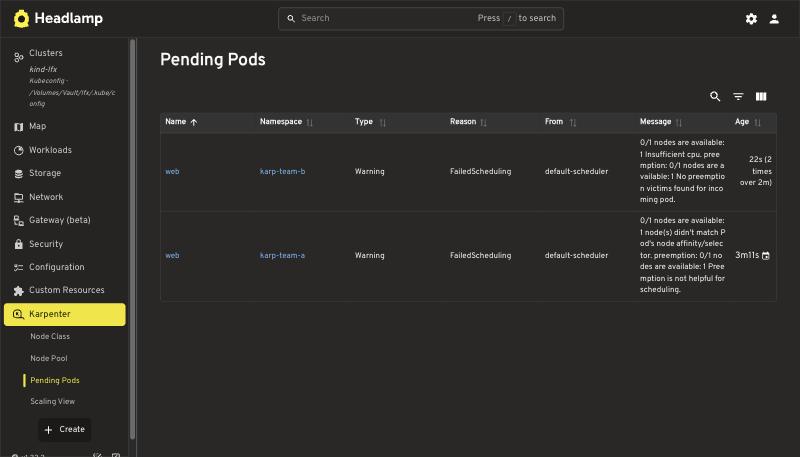 Headlamp
Search
Press / to search
Clusters
kind-lfx
Kubeconfig -
/Volumes/Vault/lfx/.kube/c
onfig
Map
Workloads
Storage
Network
Gateway (beta)
Security
Configuration
Custom Resources
Karpenter
Node Class
Node Pool
Pending Pods
Scaling View
Create
Pending Pods
Name Namespace Type Reason From Message Age
web karp-team-b Warning FailedScheduling default-scheduler
0/1 nodes are available:
1 Insufficient cpu. pree
mption: 0/1 nodes are a
vailable: 1 No preemptio
n victims found for inco
ming pod.
22s (2
times
over 2m)
web karp-team-a Warning FailedScheduling default-scheduler
0/1 nodes are available:
1 node(s) didn't match P
od's node affinity/selec
tor. preemption: 0/1 no
des are available: 1 Pree
mption is not helpful for
scheduling.
3m11s